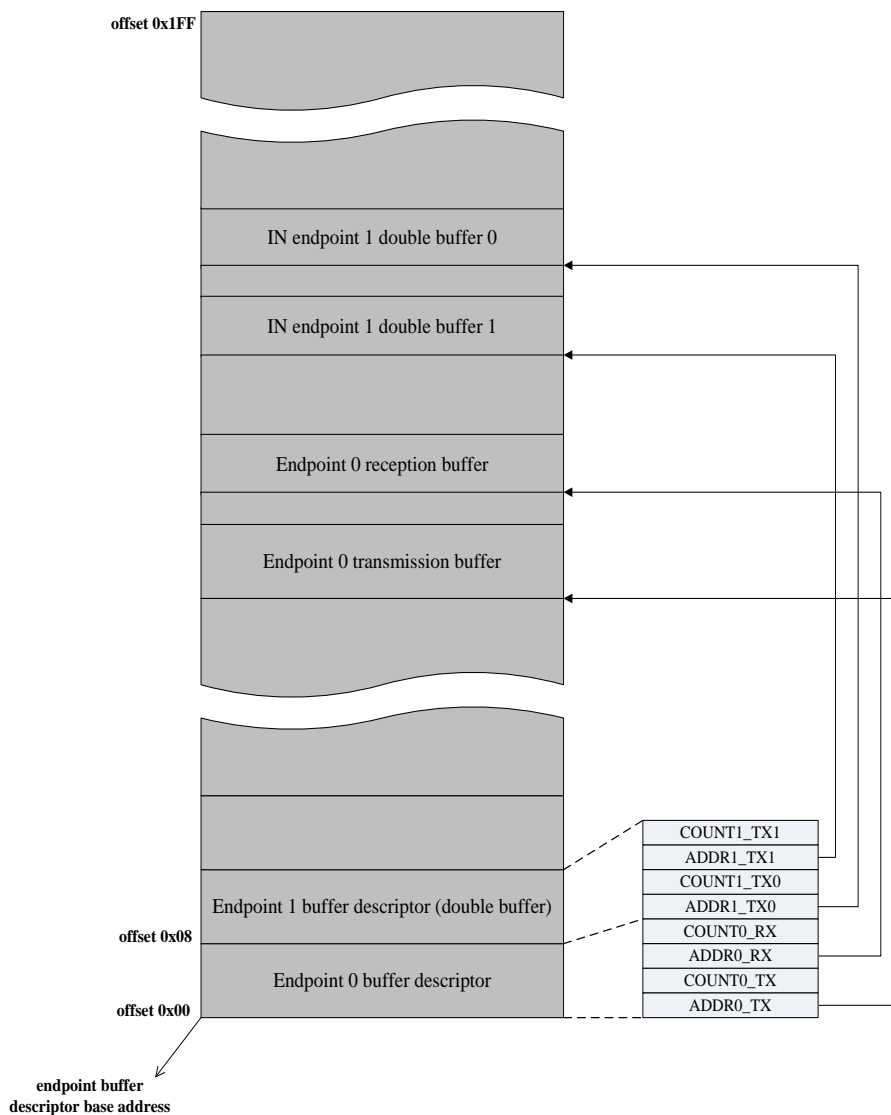 offset 0x1FF
IN endpoint 1 double buffer 0
IN endpoint 1 double buffer 1
Endpoint 0 reception buffer
Endpoint 0 transmission buffer
COUNT1_TX1
ADDR1_TX1
COUNT1_TX0
ADDR1_TX0
COUNT0_RX
ADDR0_RX
COUNT0_TX
ADDR0_TX
Endpoint 1 buffer descriptor (double buffer)
offset 0x08
Endpoint 0 buffer descriptor
offset 0x00
endpoint buffer
descriptor base address